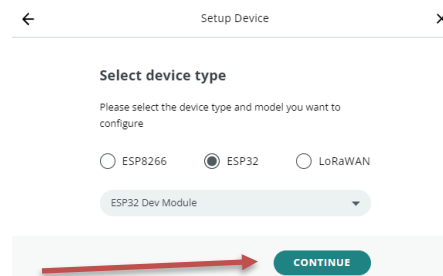 Setup Device
Select device type
Please select the device type and model you want to
configure
ESP8266 ESP32 LoRaWAN
ESP32 Dev Module
CONTINUE